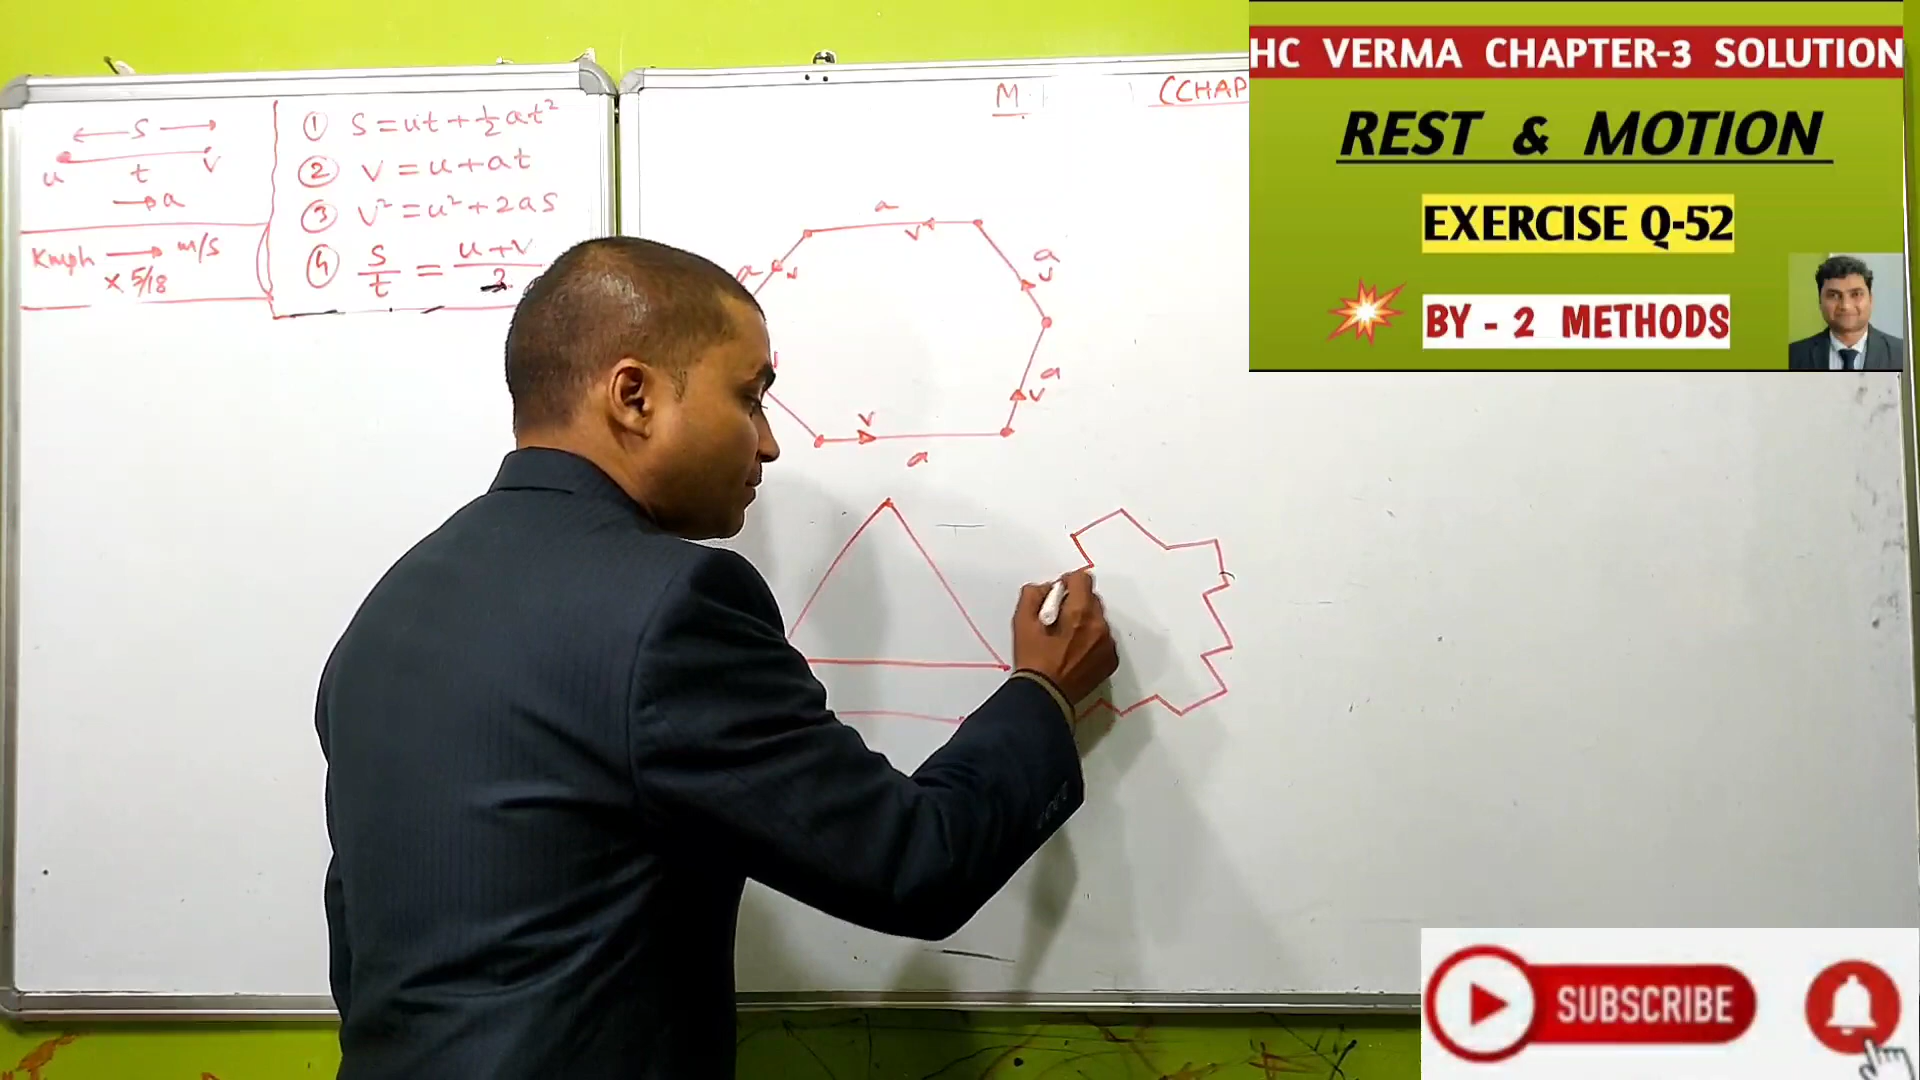 S
u t v
→a
Kmph → m/s
× 5/18
① S = ut + ½at²
② v = u + at
③ v² = u² + 2as
④ s/t = (u+v)/2
M
(CHAP
a
v
a
v
a
v
a
v
a
v
a
HC VERMA CHAPTER-3 SOLUTION
REST & MOTION
EXERCISE Q-52
BY - 2 METHODS
SUBSCRIBE